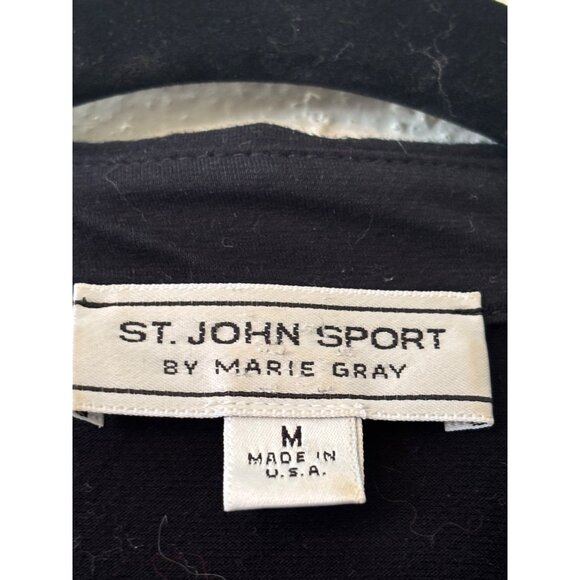 ST. JOHN SPORT
BY MARIE GRAY
M
MADE IN
U.S.A.